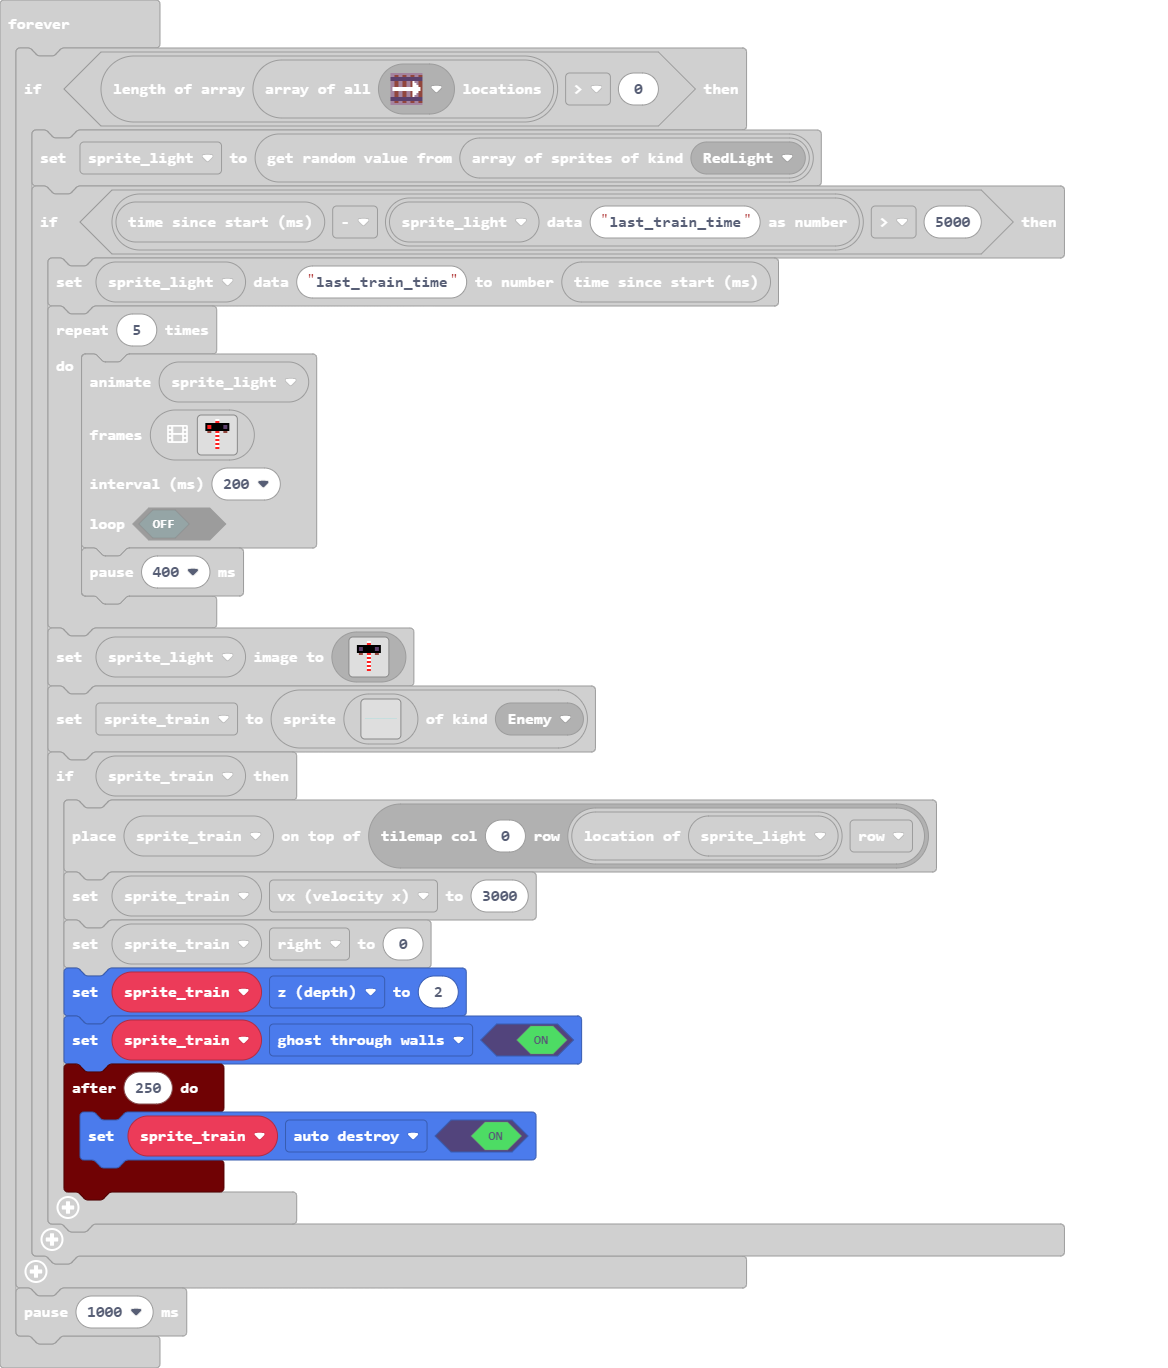 forever
if length of array array of all locations > 0 then
set sprite_light to get random value from array of sprites of kind RedLight
if time since start (ms) - sprite_light data "last_train_time" as number > 5000 then
set sprite_light data "last_train_time" to number time since start (ms)
repeat 5 times
do
animate sprite_light
frames
interval (ms) 200
loop OFF
pause 400 ms
set sprite_light image to
set sprite_train to sprite of kind Enemy
if sprite_train then
place sprite_train on top of tilemap col 0 row location of sprite_light row
set sprite_train vx (velocity x) to 3000
set sprite_train right to 0
set sprite_train z (depth) to 2
set sprite_train ghost through walls ON
after 250 do
set sprite_train auto destroy ON
pause 1000 ms